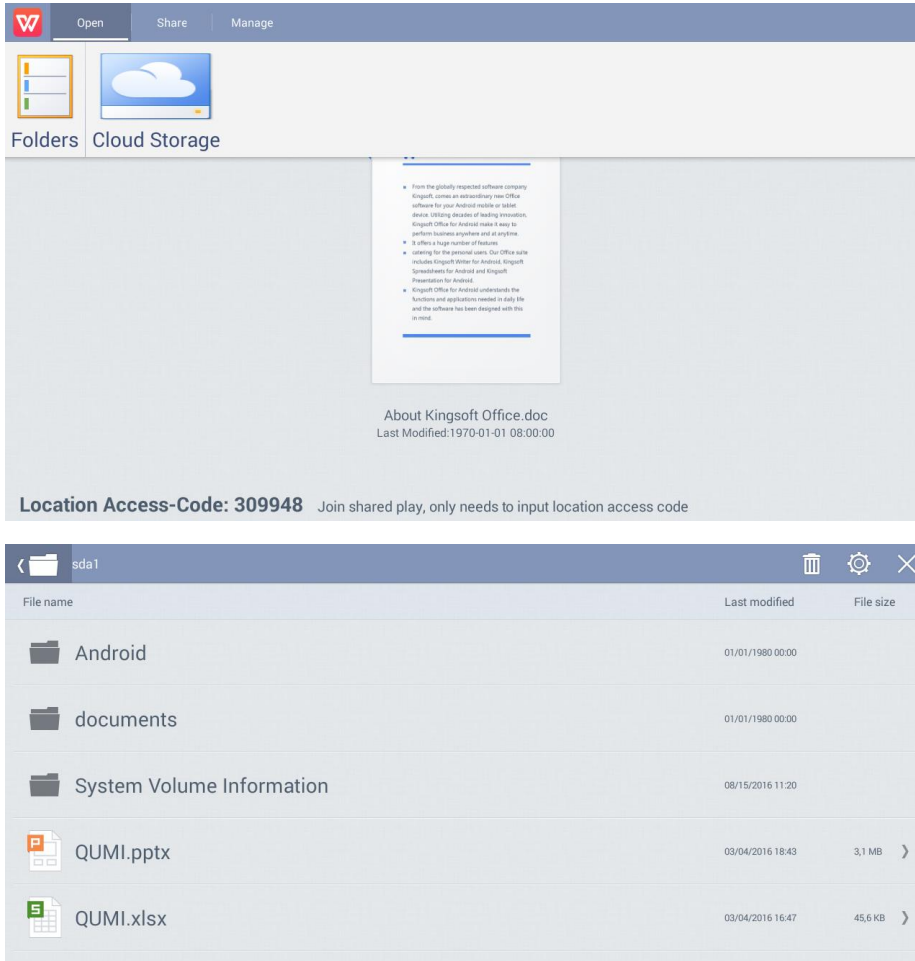 Open Share Manage
Folders Cloud Storage
From the globally respected software company
Kingsoft, comes an extraordinary new Office
software for your Android mobile or tablet
device. Utilizing decades of leading innovation,
Kingsoft Office for Android make it easy to
perform business anywhere and at anytime.
It offers a huge number of features
catering for the personal users. Our Office suite
includes Kingsoft Writer for Android, Kingsoft
Spreadsheets for Android and Kingsoft
Presentation for Android.
Kingsoft Office for Android understands the
functions and applications needed in daily life
and the software has been designed with this
in mind.
About Kingsoft Office.doc
Last Modified:1970-01-01 08:00:00
Location Access-Code: 309948 Join shared play, only needs to input location access code
sda1
File name Last modified File size
Android 01/01/1980 00:00
documents 01/01/1980 00:00
System Volume Information 08/15/2016 11:20
QUMI.pptx 03/04/2016 18:43 3,1 MB
QUMI.xlsx 03/04/2016 16:47 45,6 KB